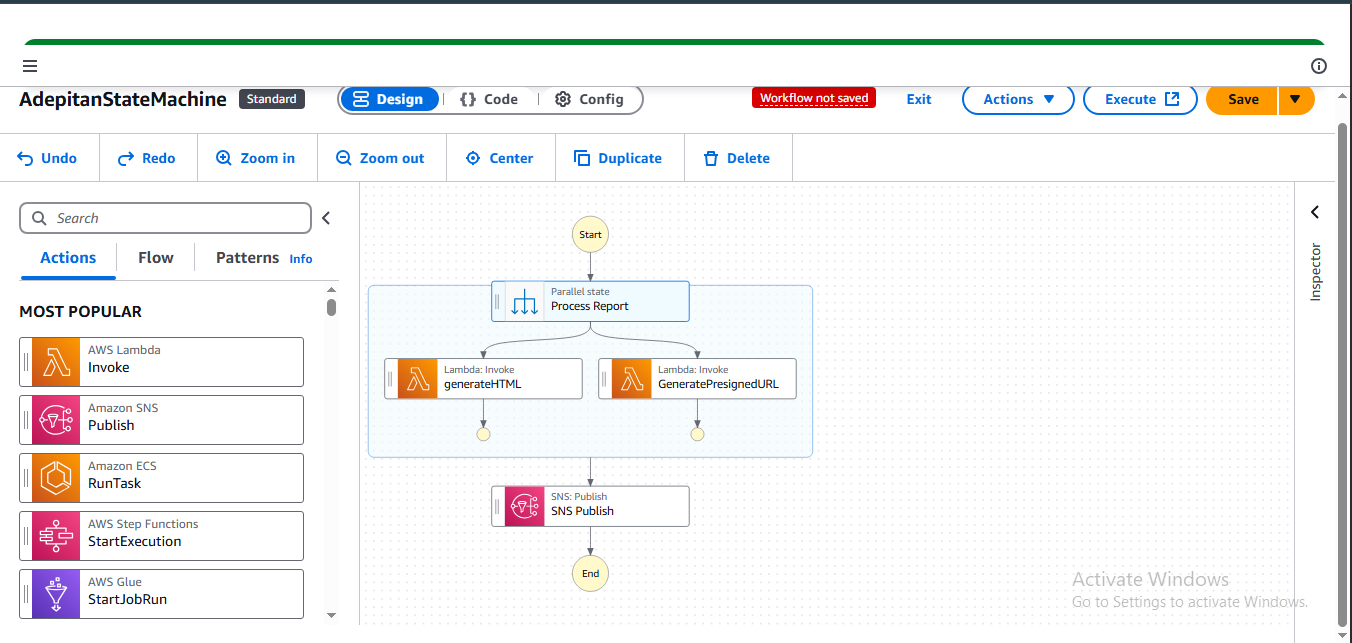 AdepitanStateMachine Standard Design {} Code Config Workflow not saved Exit Actions Execute Save
Undo Redo Zoom in Zoom out Center Duplicate Delete
Search
Actions Flow Patterns Info
MOST POPULAR
AWS Lambda
Invoke
Amazon SNS
Publish
Amazon ECS
RunTask
AWS Step Functions
StartExecution
AWS Glue
StartJobRun
Start
Parallel state
Process Report
Lambda: Invoke
generateHTML
Lambda: Invoke
GeneratePresignedURL
SNS: Publish
SNS Publish
End
Inspector
Activate Windows
Go to Settings to activate Windows.